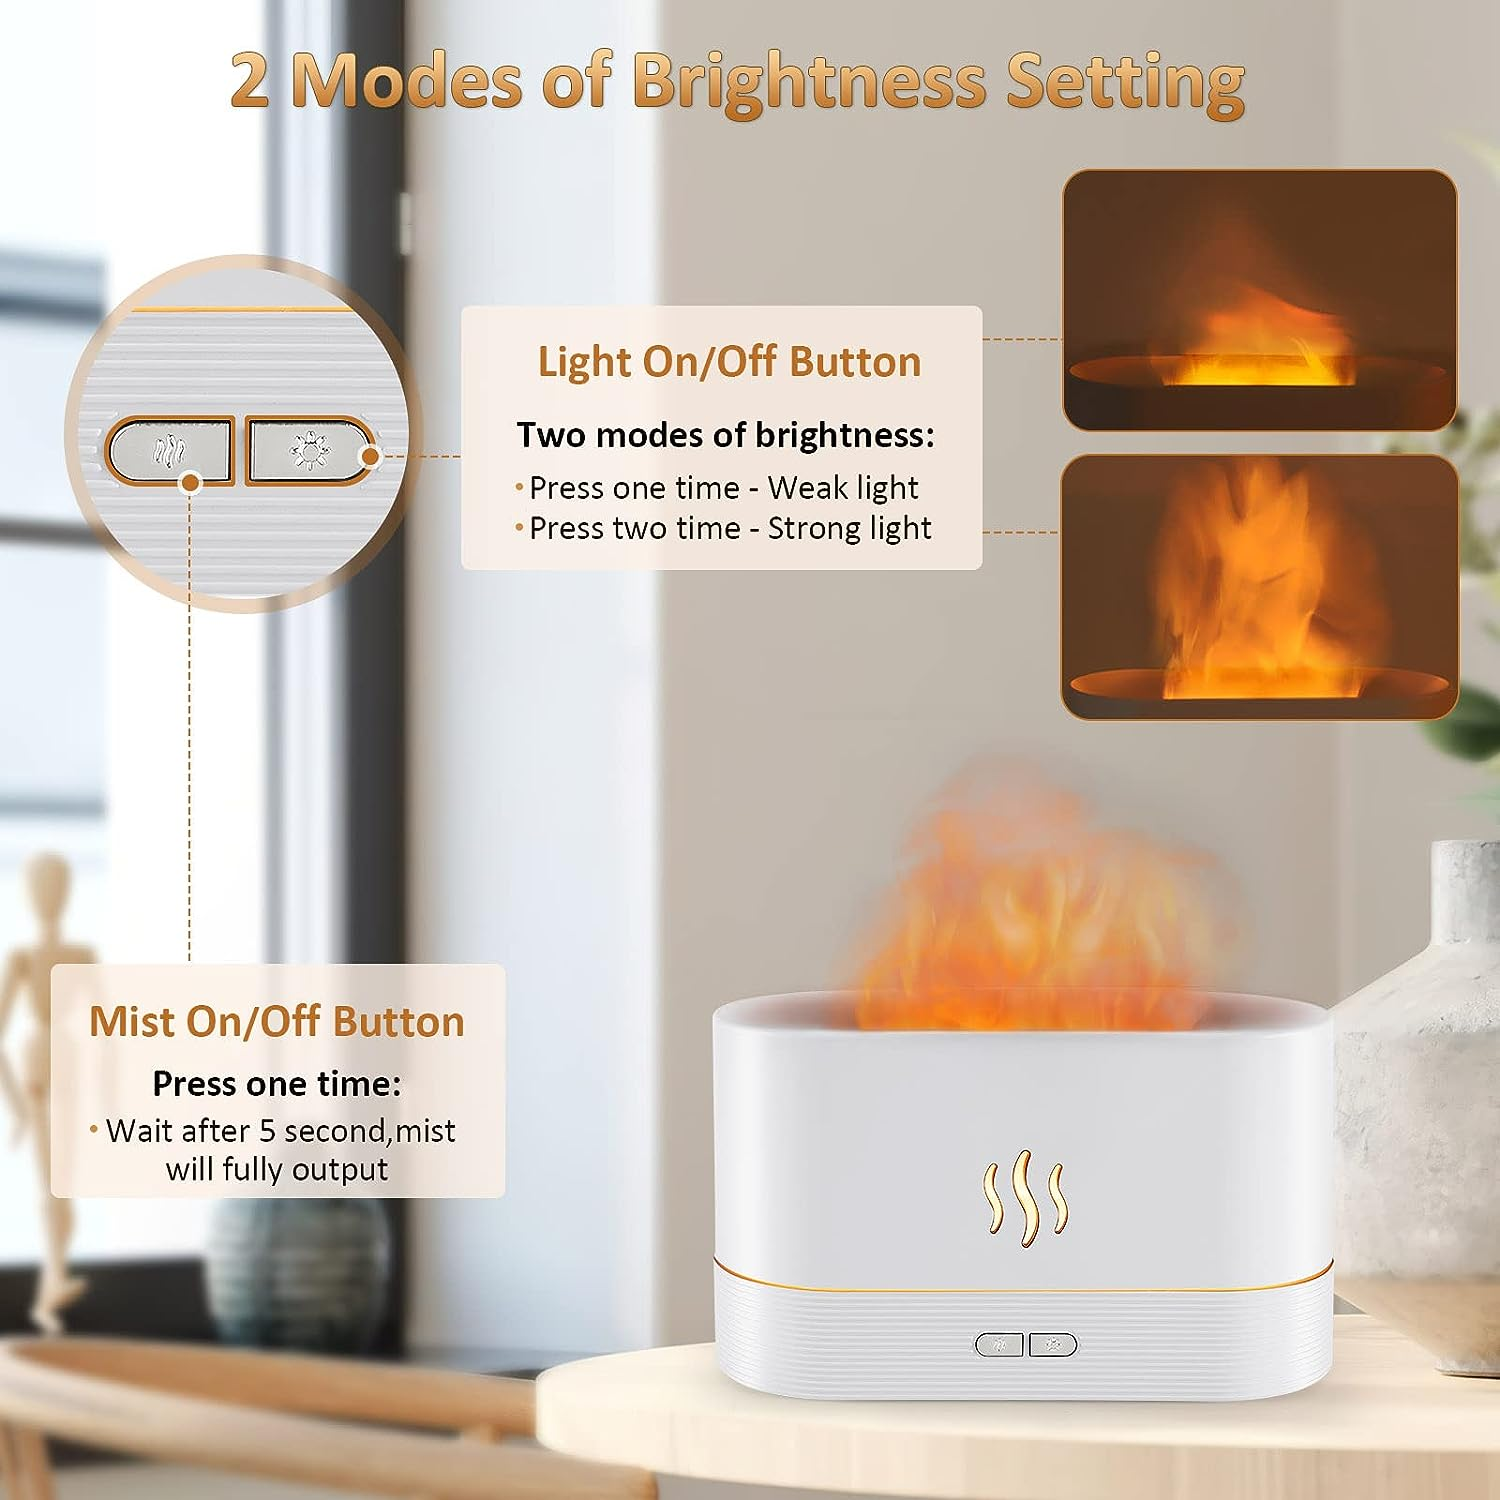 2 Modes of Brightness Setting
Light On/Off Button
Two modes of brightness:
• Press one time - Weak light
• Press two time - Strong light
Mist On/Off Button
Press one time:
• Wait after 5 second,mist
will fully output